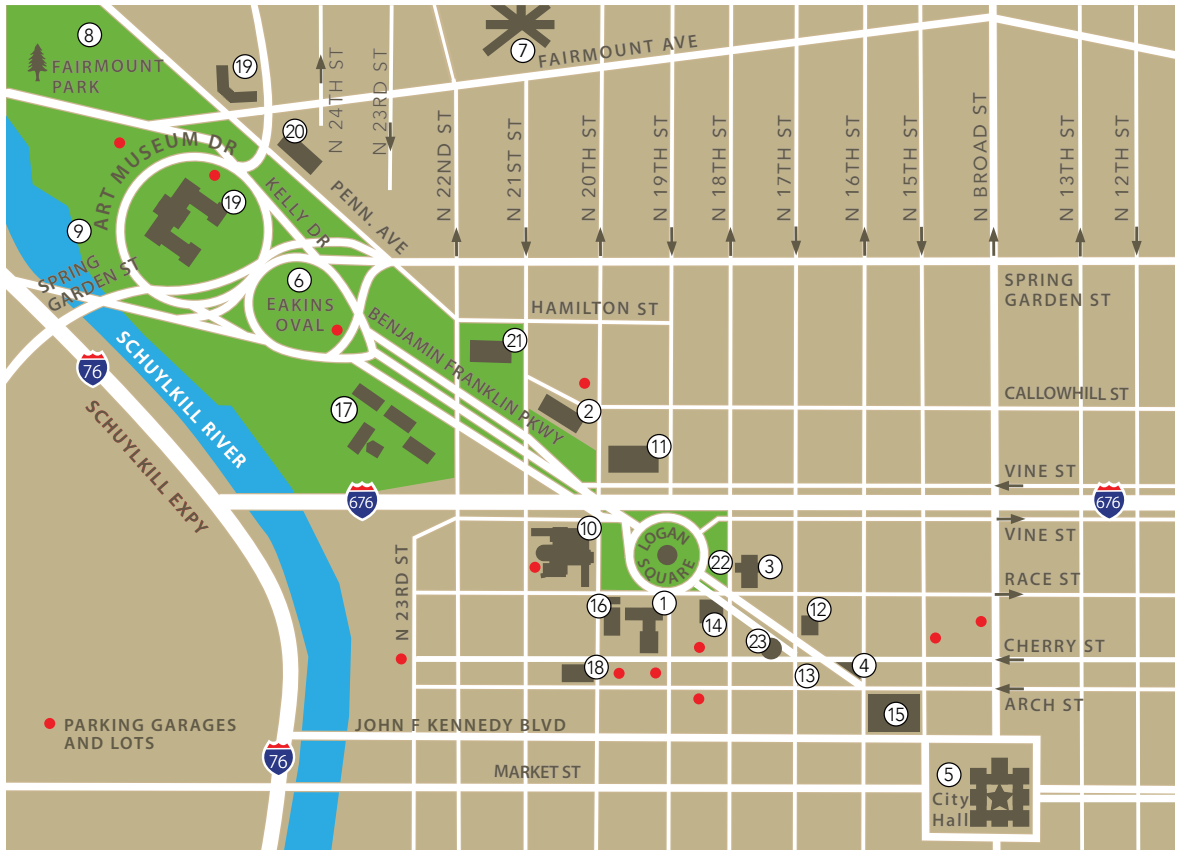 8
FAIRMOUNT
PARK
19
20
7
FAIRMOUNT AVE
N 24TH ST
N 23RD ST
N 22ND ST
N 21ST ST
N 20TH ST
N 19TH ST
N 18TH ST
N 17TH ST
N 16TH ST
N 15TH ST
N BROAD ST
N 13TH ST
N 12TH ST
ART MUSEUM DR
19
KELLY DR
PENN. AVE
9
SPRING
GARDEN ST
6
EAKINS
OVAL
SPRING
GARDEN ST
HAMILTON ST
21
BENJAMIN FRANKLIN PKWY
76
SCHUYLKILL RIVER
SCHUYLKILL EXPY
17
2
CALLOWHILL ST
11
VINE ST
676
676
VINE ST
10
LOGAN
SQUARE
22
3
RACE ST
N 23RD ST
16
1
14
12
23
CHERRY ST
18
13
4
ARCH ST
15
PARKING GARAGES
AND LOTS
JOHN F KENNEDY BLVD
76
MARKET ST
5
City
Hall